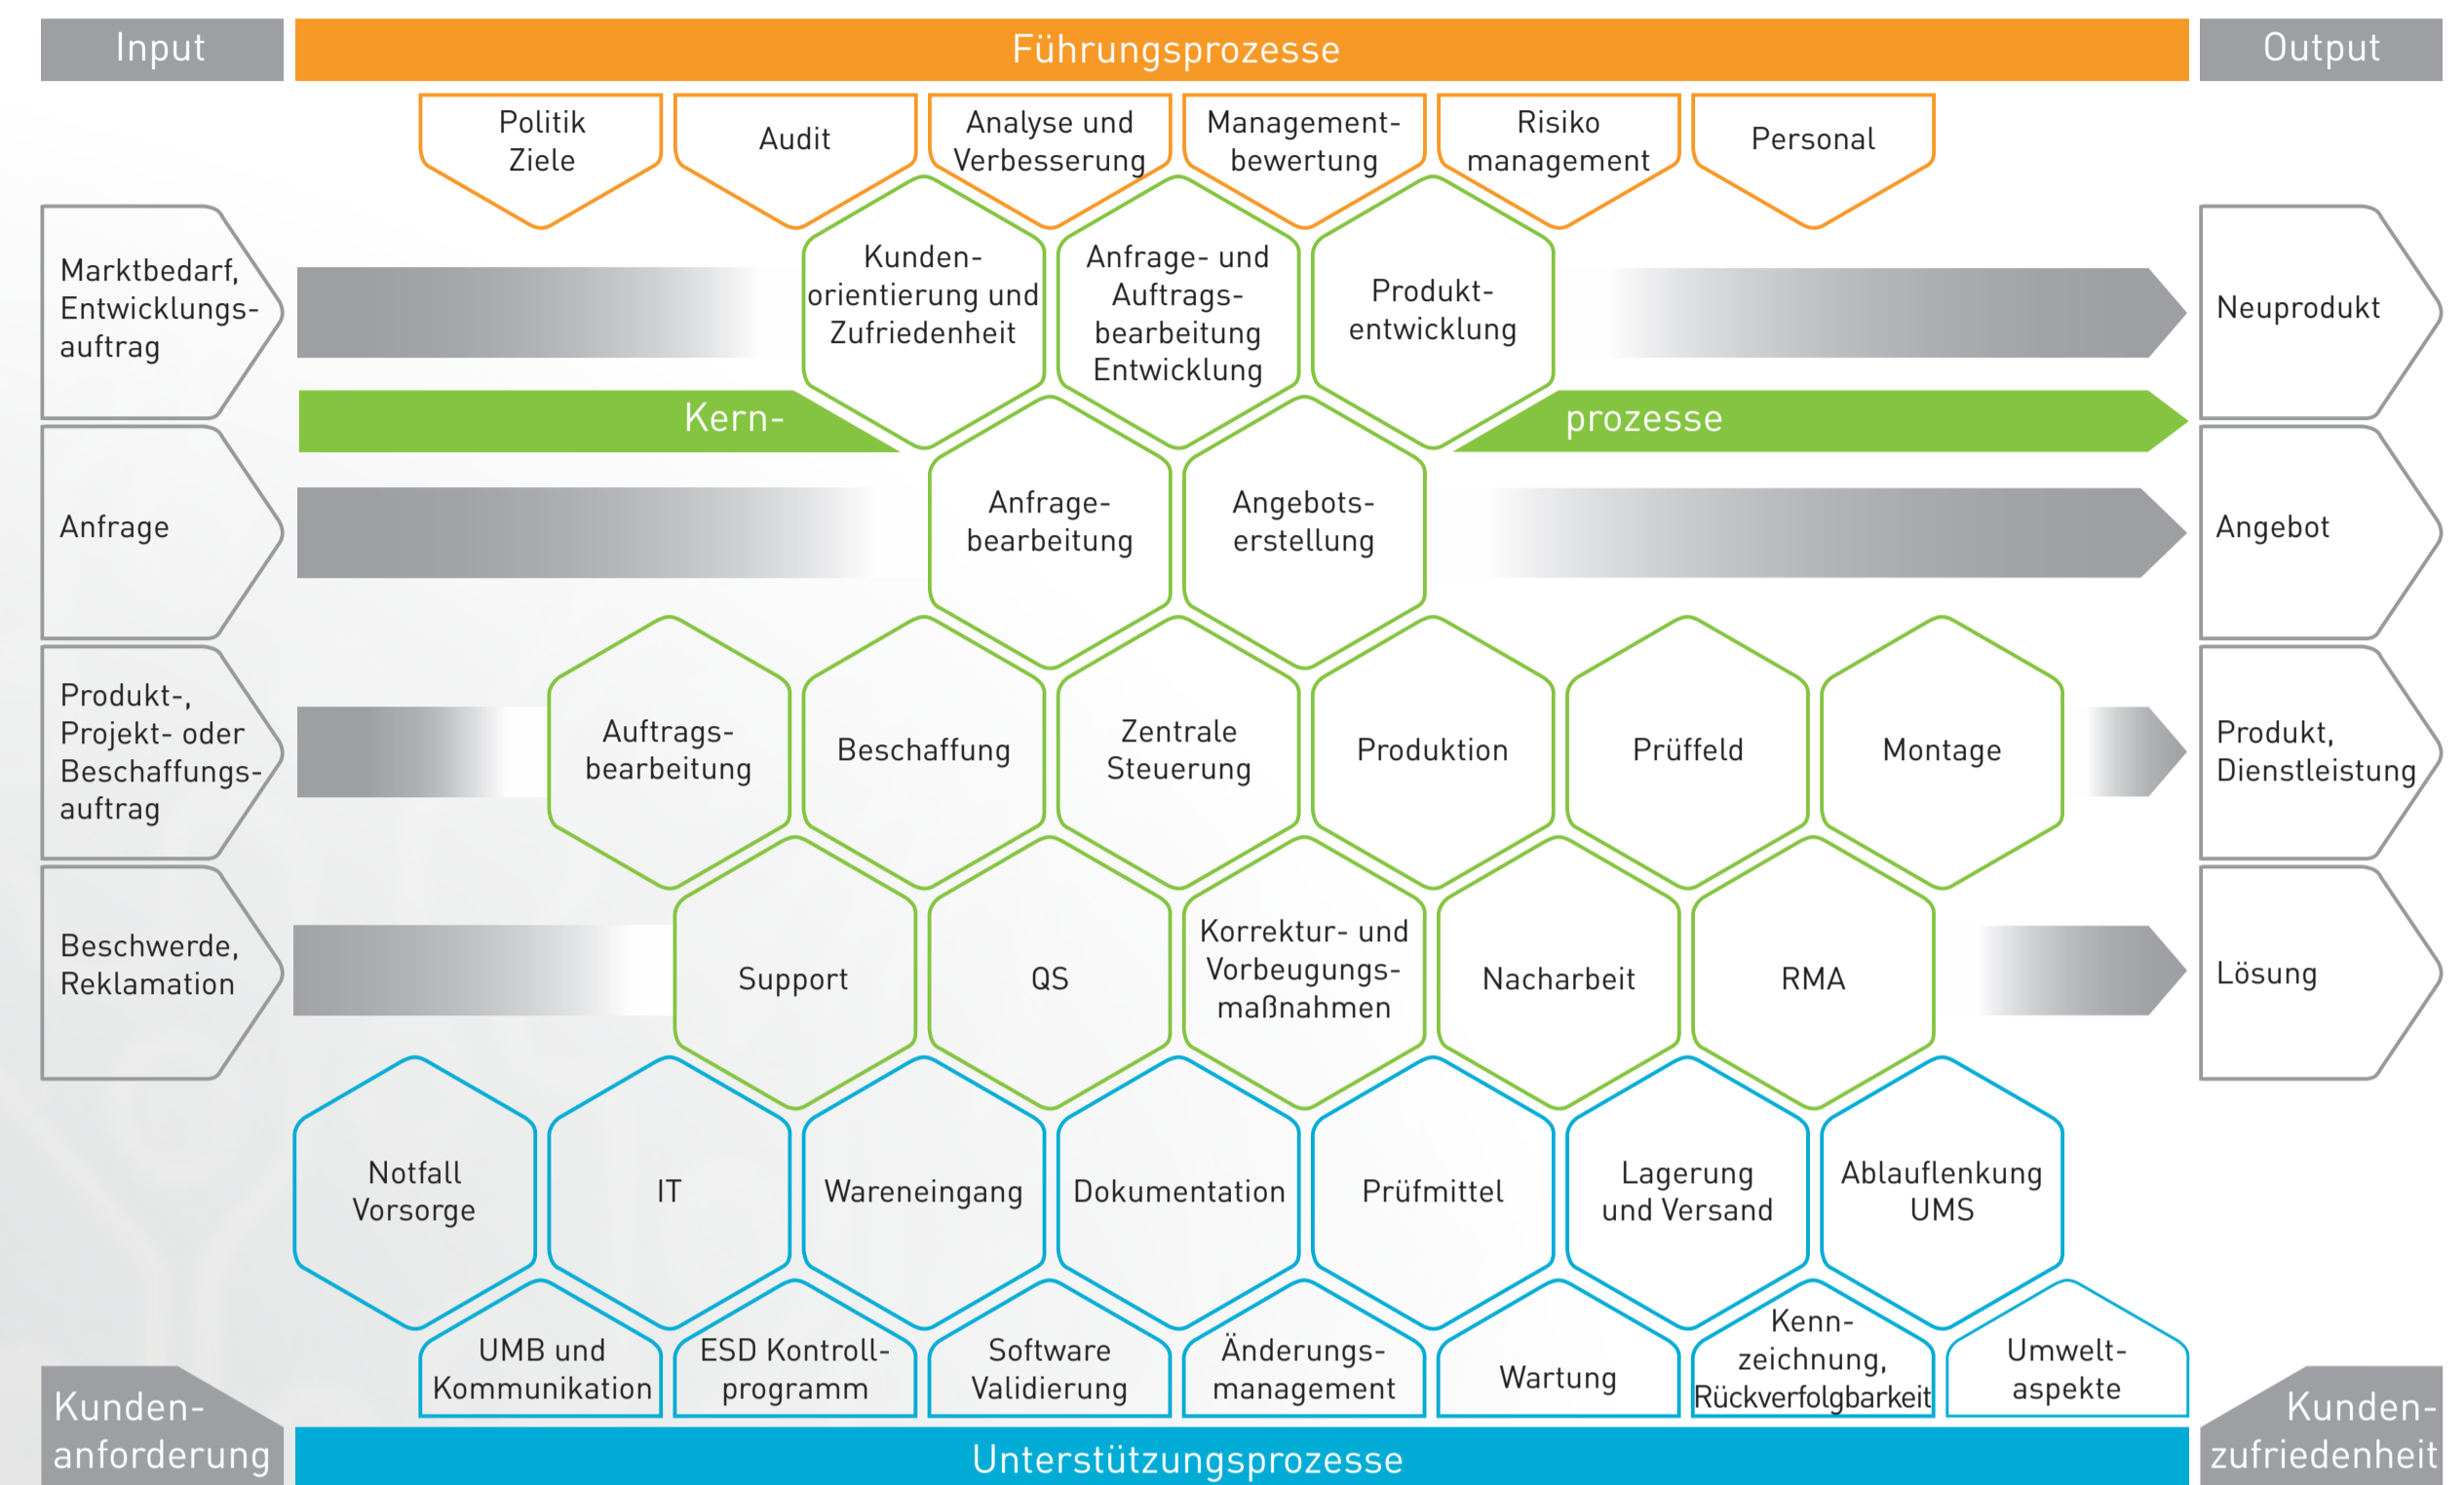 Input
Führungsprozesse
Output
Politik
Ziele
Audit
Analyse und
Verbesserung
Management-
bewertung
Risiko
management
Personal
Marktbedarf,
Entwicklungs-
auftrag
Kunden-
orientierung und
Zufriedenheit
Anfrage- und
Auftrags-
bearbeitung
Entwicklung
Produkt-
entwicklung
Neuprodukt
Kern-
prozesse
Anfrage
Anfrage-
bearbeitung
Angebots-
erstellung
Angebot
Produkt-,
Projekt- oder
Beschaffungs-
auftrag
Auftrags-
bearbeitung
Beschaffung
Zentrale
Steuerung
Produktion
Prüffeld
Montage
Produkt,
Dienstleistung
Beschwerde,
Reklamation
Support
QS
Korrektur- und
Vorbeugungs-
maßnahmen
Nacharbeit
RMA
Lösung
Notfall
Vorsorge
IT
Wareneingang
Dokumentation
Prüfmittel
Lagerung
und Versand
Ablauflenkung
UMS
UMB und
Kommunikation
ESD Kontroll-
programm
Software
Validierung
Änderungs-
management
Wartung
Kenn-
zeichnung,
Rückverfolgbarkeit
Umwelt-
aspekte
Kunden-
anforderung
Unterstützungsprozesse
Kunden-
zufriedenheit